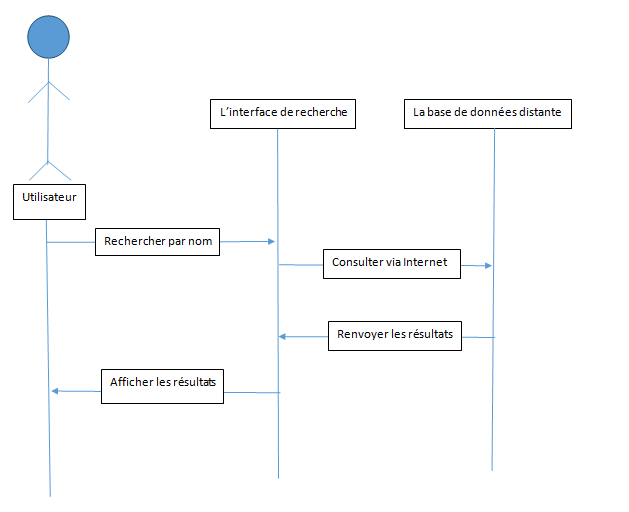 L'interface de recherche
La base de données distante
Utilisateur
Rechercher par nom
Consulter via Internet
Renvoyer les résultats
Afficher les résultats